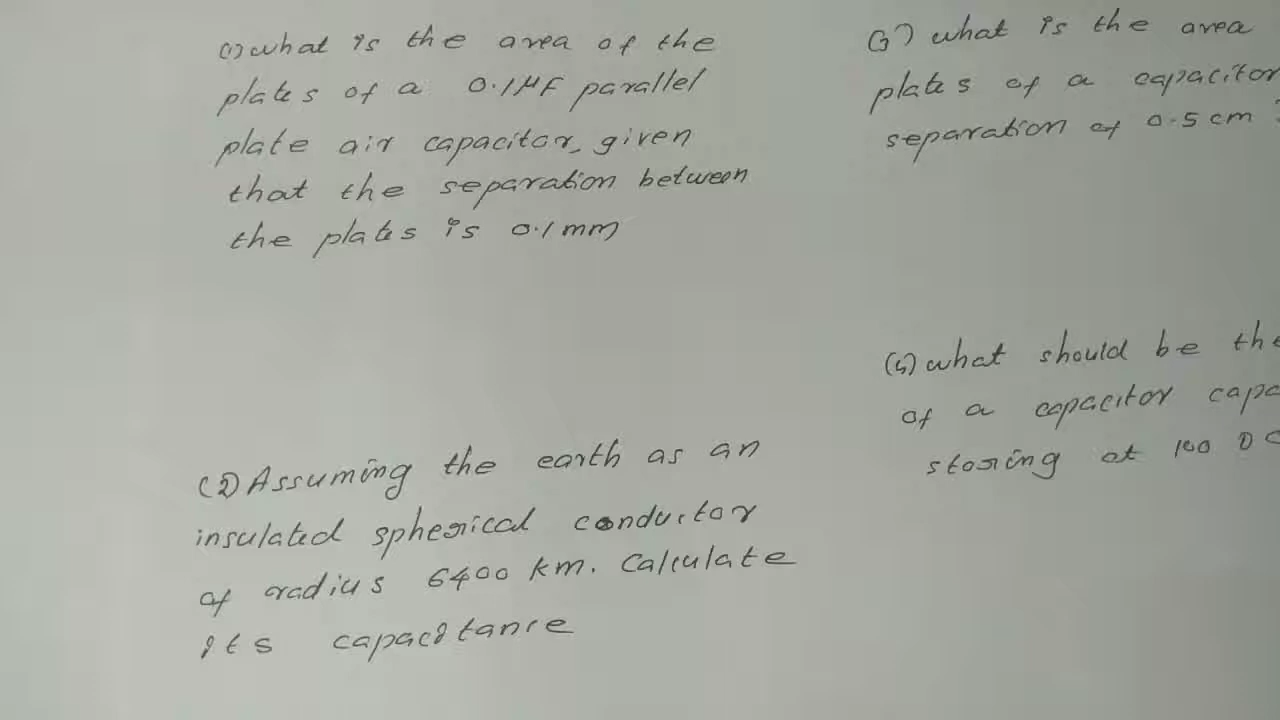 (1) what is the area of the
plates of a 0.1μF parallel
plate air capacitor, given
that the separation between
the plates is 0.1mm
(2) Assuming the earth as an
insulated spherical conductor
of radius 6400 km. Calculate
its capacitance
(3) what is the area
plates of a capacitor
separation of 0.5 cm
what should be the
of a capacitor
storing at 100